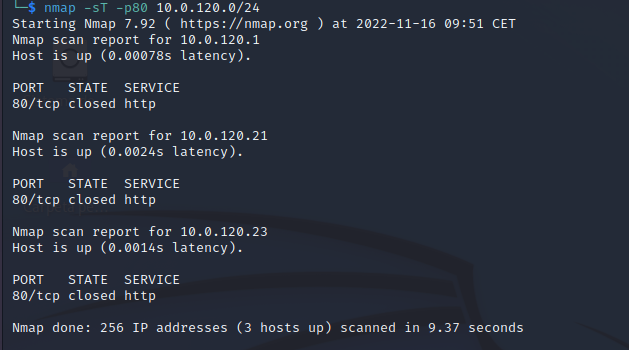 └─$ nmap -sT -p80 10.0.120.0/24
Starting Nmap 7.92 ( https://nmap.org ) at 2022-11-16 09:51 CET
Nmap scan report for 10.0.120.1
Host is up (0.00078s latency).
PORT   STATE  SERVICE
80/tcp closed http
Nmap scan report for 10.0.120.21
Host is up (0.0024s latency).
PORT   STATE  SERVICE
80/tcp closed http
Nmap scan report for 10.0.120.23
Host is up (0.0014s latency).
PORT   STATE  SERVICE
80/tcp closed http
Nmap done: 256 IP addresses (3 hosts up) scanned in 9.37 seconds